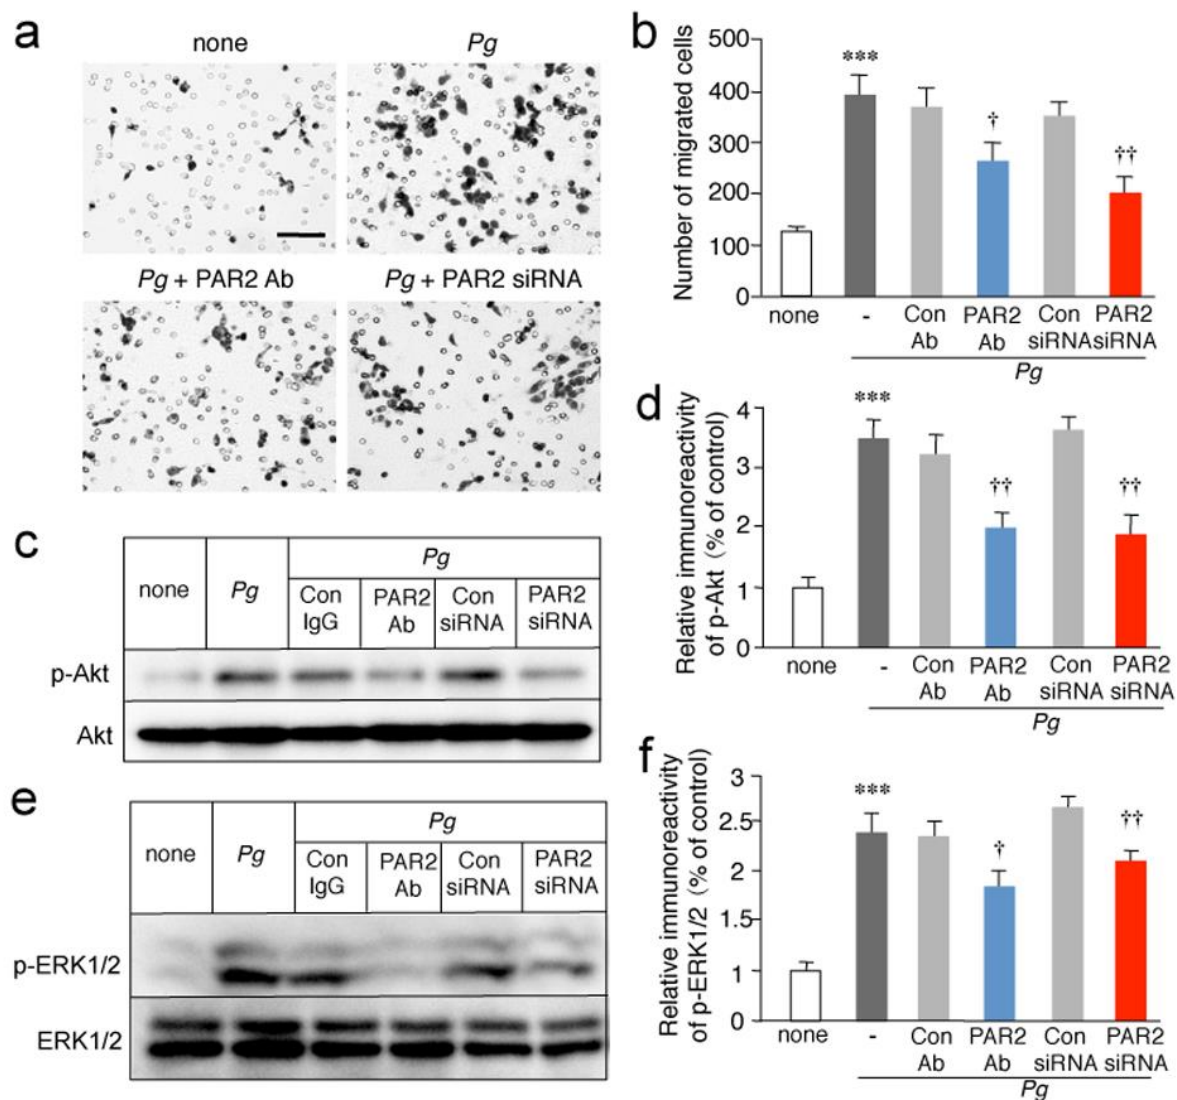 a
none
Pg
Pg + PAR2 Ab
Pg + PAR2 siRNA
b
Number of migrated cells
500
400
300
200
100
0
***
†
††
none
-
Con Ab
PAR2 Ab
Con siRNA
PAR2 siRNA
Pg
c
none
Pg
Pg
Con IgG
PAR2 Ab
Con siRNA
PAR2 siRNA
p-Akt
Akt
d
Relative immunoreactivity
of p-Akt (% of control)
4
3
2
1
0
***
††
††
none
-
Con Ab
PAR2 Ab
Con siRNA
PAR2 siRNA
Pg
e
none
Pg
Pg
Con IgG
PAR2 Ab
Con siRNA
PAR2 siRNA
p-ERK1/2
ERK1/2
f
Relative immunoreactivity
of p-ERK1/2 (% of control)
3
2.5
2
1.5
1
0
***
†
††
none
-
Con Ab
PAR2 Ab
Con siRNA
PAR2 siRNA
Pg